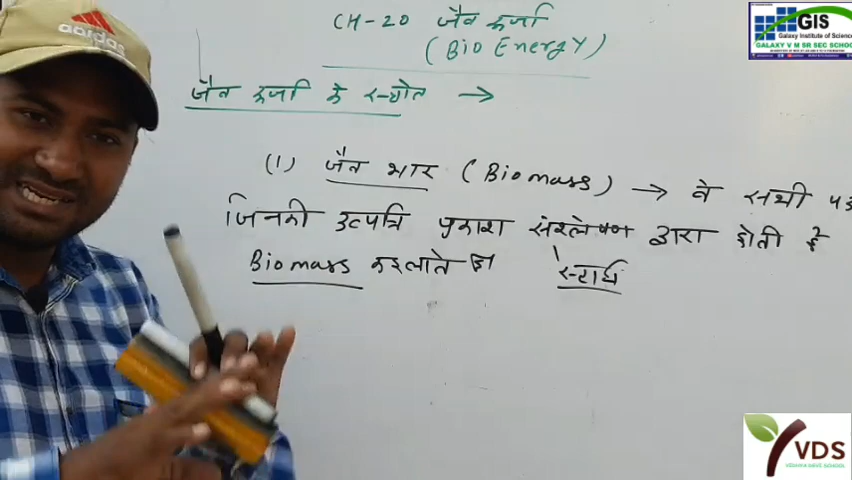 CH-20 जैव ऊर्जा
(Bio Energy)
जैव ऊर्जा के स्त्रोत →
(1) जैव भार (Biomass) → वे सभी
जिनकी उत्पत्ति प्रकाश संश्लेषण द्वारा होती है
Biomass कहलाते है।
स्टार्च
adidas
GIS
Galaxy Institute of Science
GALAXY V M SR SEC SCHOOL
VDS